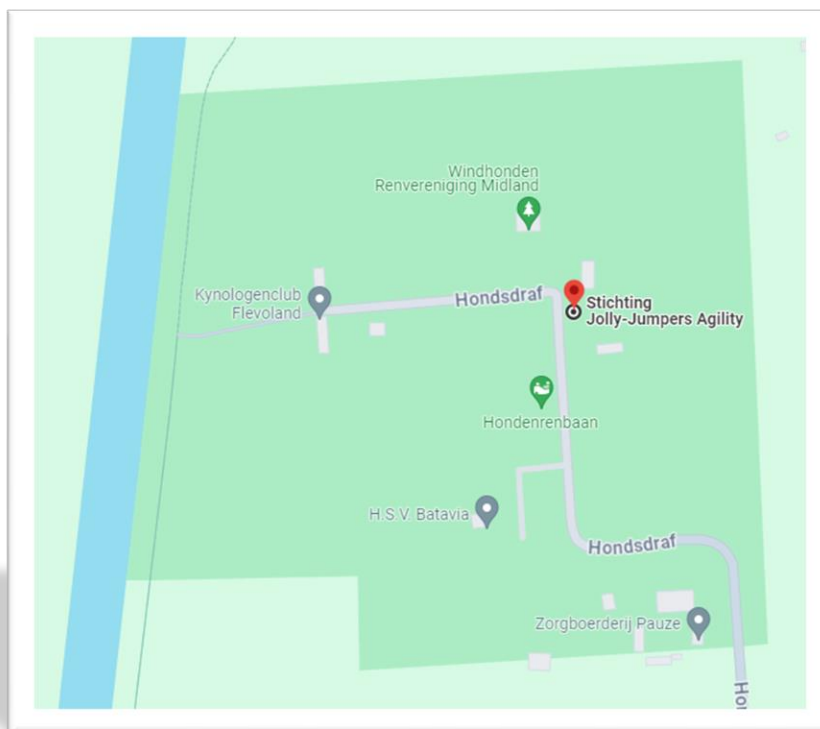 Windhonden
Renvereniging Midland
Kynologenclub
Flevoland
Hondsdraf
Stichting
Jolly-Jumpers Agility
Hondenrenbaan
H.S.V. Batavia
Hondsdraf
Zorgboerderij Pauze